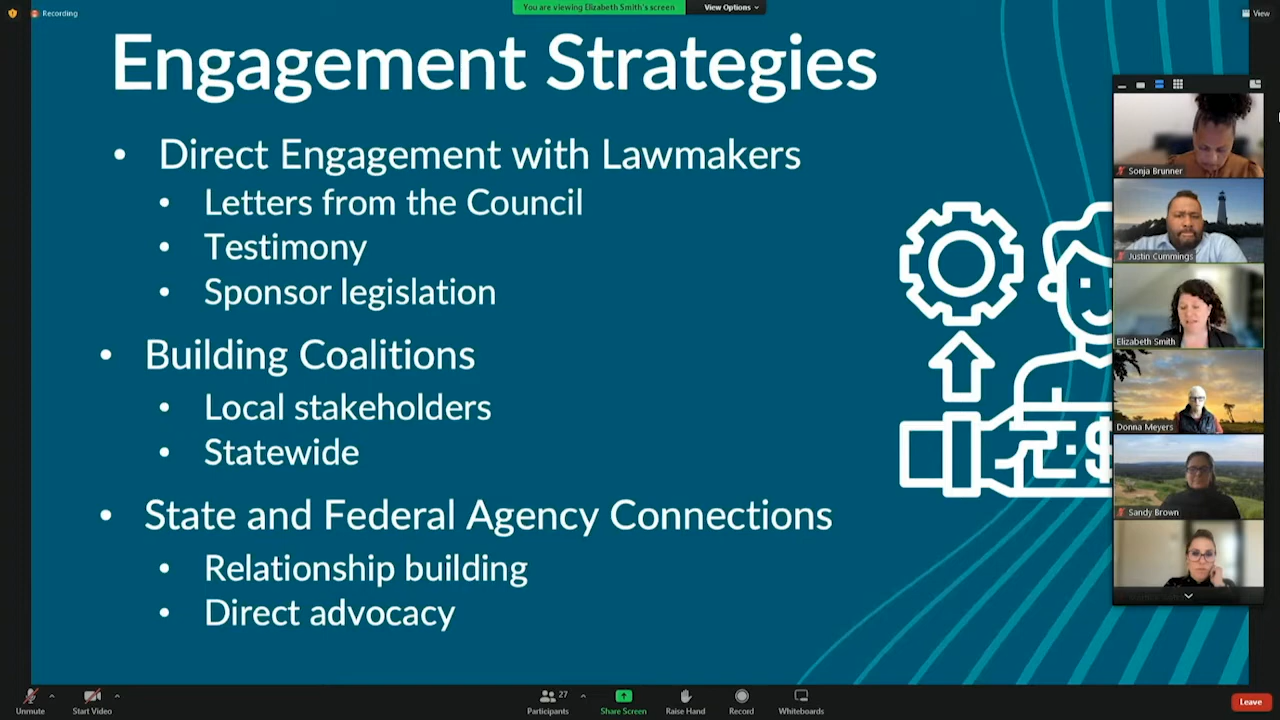 Recording
You are viewing Elizabeth Smith's screen
View Options
View
Engagement Strategies
• Direct Engagement with Lawmakers
• Letters from the Council
• Testimony
• Sponsor legislation
• Building Coalitions
• Local stakeholders
• Statewide
• State and Federal Agency Connections
• Relationship building
• Direct advocacy
$
Sonja Brunner
Justin Cummings
Elizabeth Smith
Donna Meyers
Sandy Brown
Unmute
Start Video
Participants
27
Share Screen
Raise Hand
Record
Whiteboards
Leave